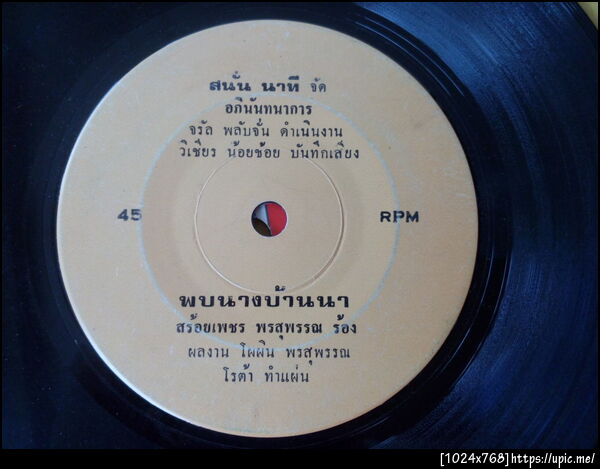 สนั่น นาที จัด
อภินันทนาการ
จรัล พลับจั่น ดำเนินงาน
วิเชียร น้อยช้อย บันทึกเสียง
45 RPM
พบนางบ้านนา
สร้อยเพชร พรสุพรรณ ร้อง
ผลงาน โผผิน พรสุพรรณ
โรต้า ทำแผ่น
[1024x768]https://upic.me/